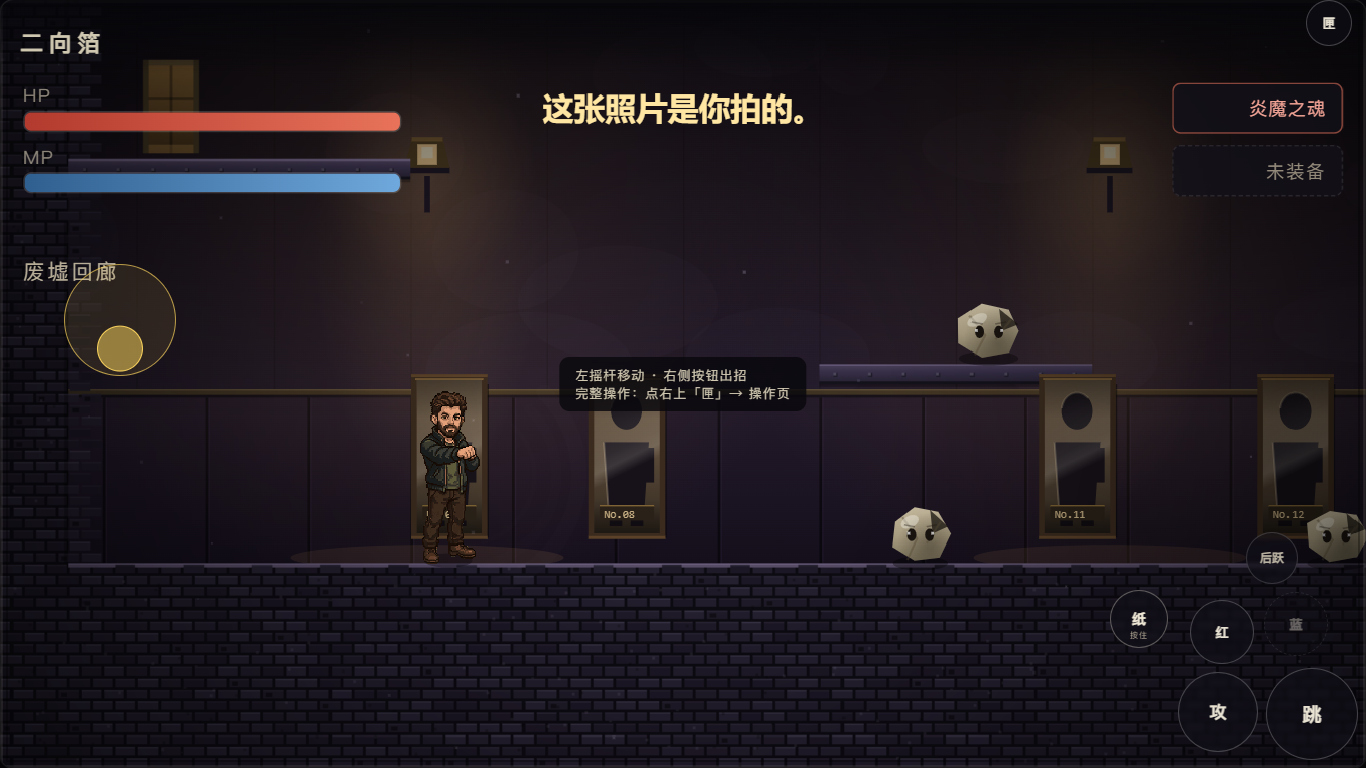 二向箔
匣
HP
这张照片是你拍的。
炎魔之魂
MP
未装备
废墟回廊
左摇杆移动 · 右侧按钮出招
完整操作：点右上「匣」→ 操作页
No.08
No.11
No.12
后跃
纸
按住
红
蓝
攻
跳